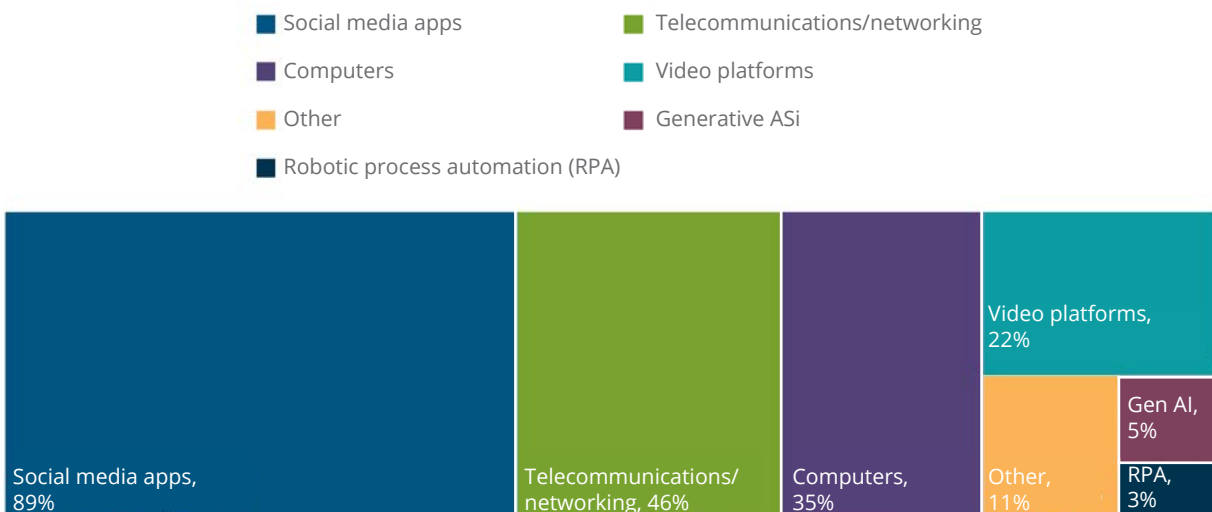 Social media apps
Telecommunications/networking
Computers
Video platforms
Other
Generative ASi
Robotic process automation (RPA)
Social media apps,
89%
Telecommunications/
networking, 46%
Computers,
35%
Video platforms,
22%
Other,
11%
Gen AI,
5%
RPA,
3%